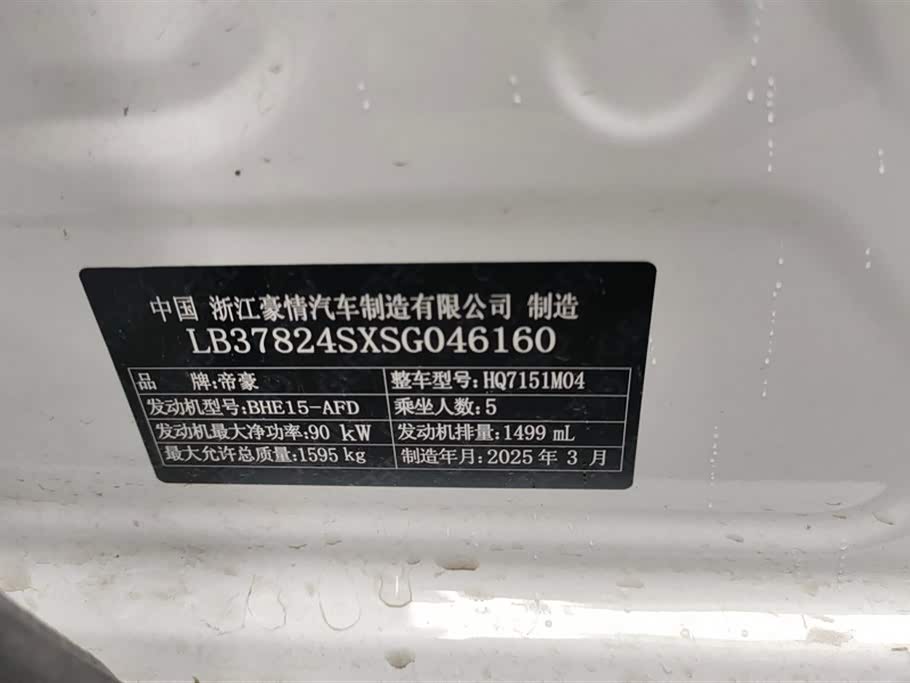 中国 浙江豪情汽车制造有限公司 制造
LB37824SXSG046160
品 牌:帝豪 整车型号:HQ7151M04
发动机型号:BHE15-AFD 乘坐人数:5
发动机最大净功率:90 kW 发动机排量:1499 mL
最大允许总质量:1595 kg 制造年月:2025 年 3 月